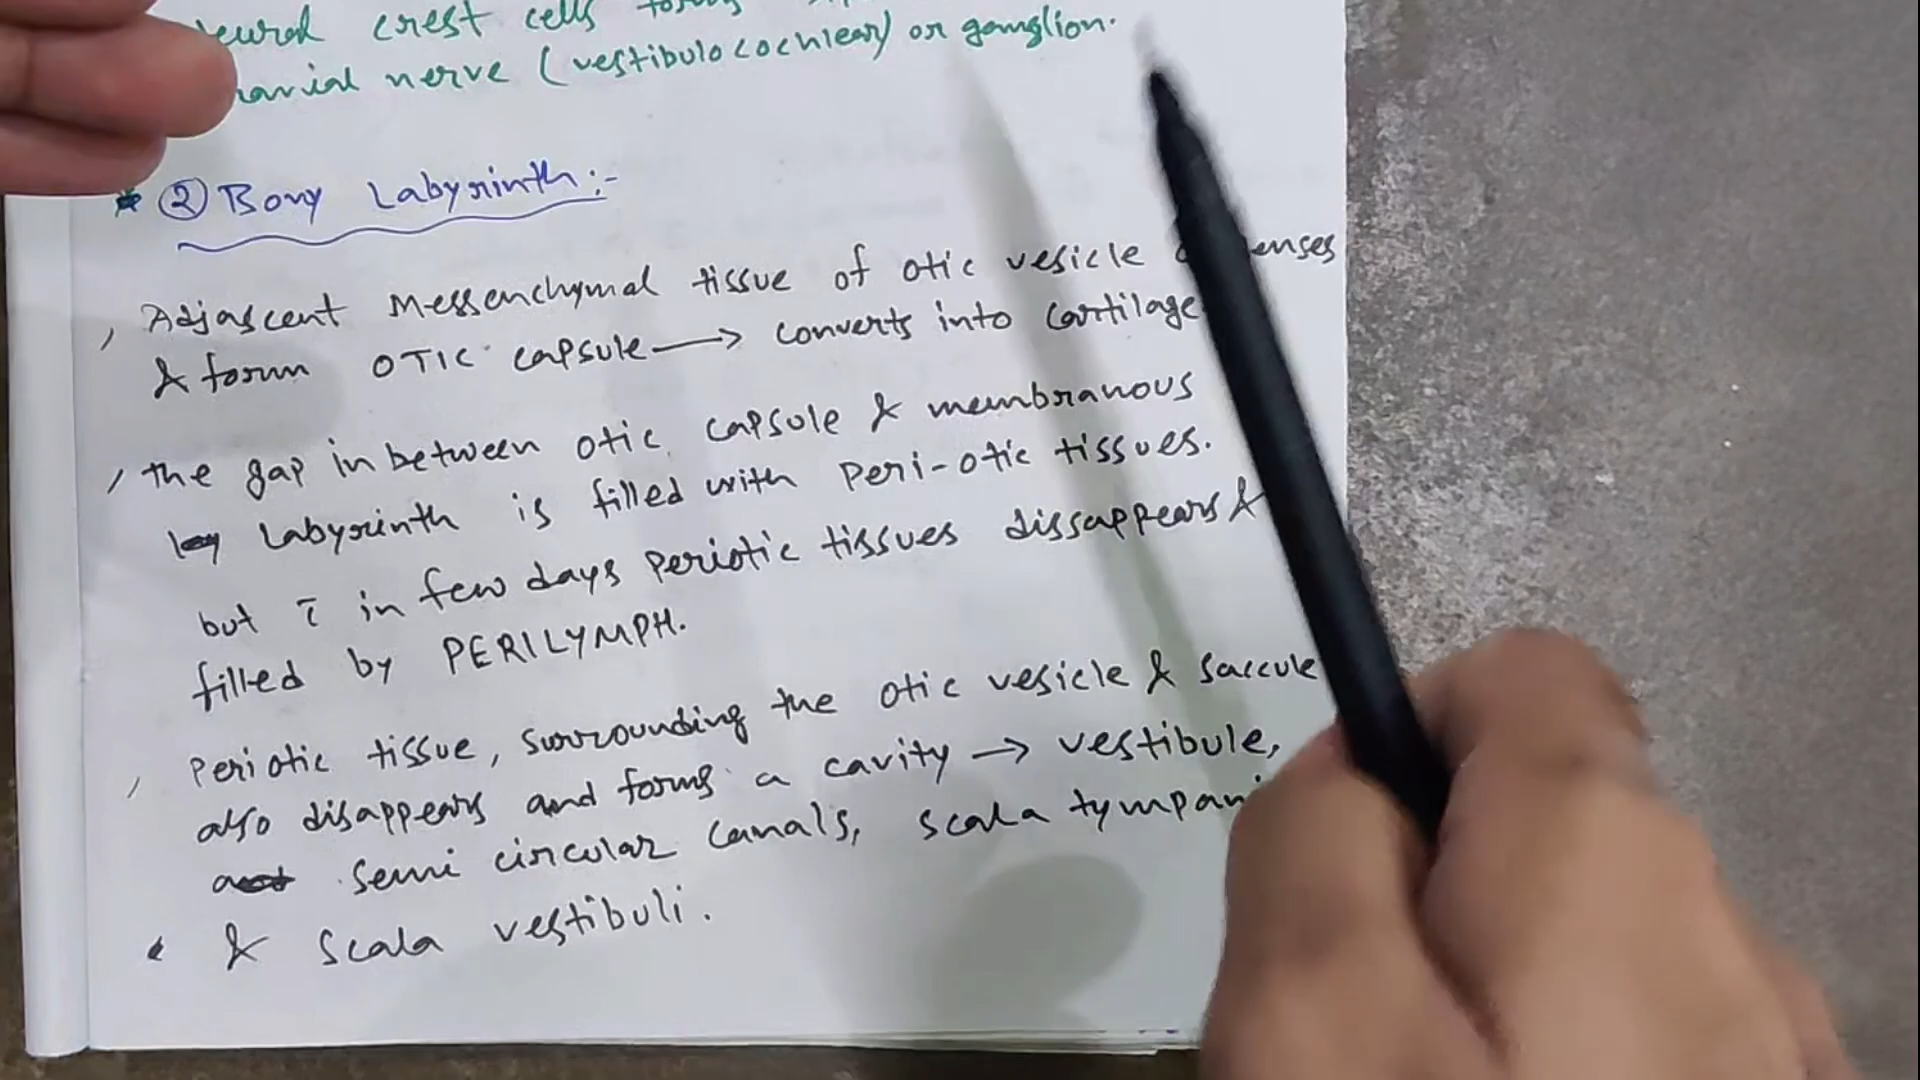 neural crest cells forms
nerve (vestibulocochlear) or ganglion.
* ② Bony Labyrinth:-
, Adjascent Messenchymal tissue of otic vesicle
& form OTIC capsule → converts into cartilage
, the gap in between otic capsule & membranous
Labyrinth is filled with peri-otic tissues.
but in few days periotic tissues dissappears &
filled by PERILYMPH.
, periotic tissue, surrounding the otic vesicle & saccule
also disappears and forms a cavity → vestibule,
semi circular canals, scala
& scala vestibuli.